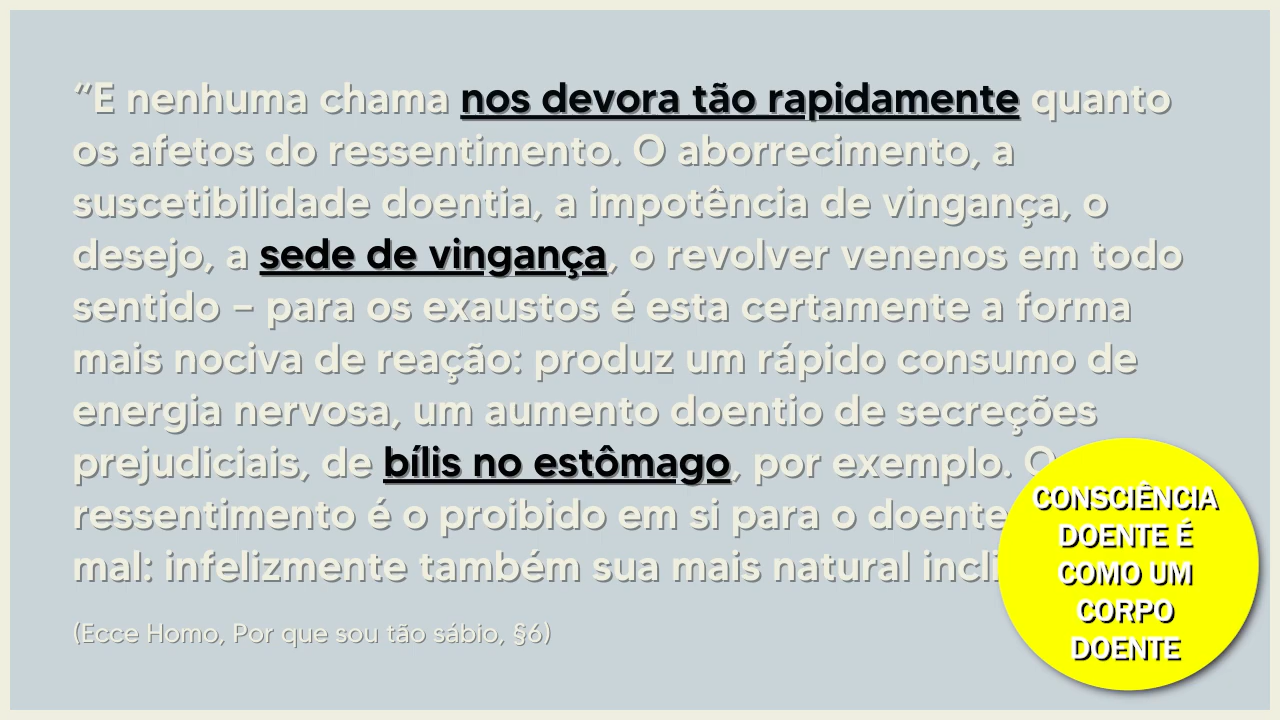 “E nenhuma chama nos devora tão rapidamente quanto
os afetos do ressentimento. O aborrecimento, a
suscetibilidade doentia, a impotência de vingança, o
desejo, a sede de vingança, o revolver venenos em todo
sentido – para os exaustos é esta certamente a forma
mais nociva de reação: produz um rápido consumo de
energia nervosa, um aumento doentio de secreções
prejudiciais, de bílis no estômago, por exemplo. O
ressentimento é o proibido em si para o doente
mal: infelizmente também sua mais natural incli
(Ecce Homo, Por que sou tão sábio, §6)
CONSCIÊNCIA
DOENTE É
COMO UM
CORPO
DOENTE